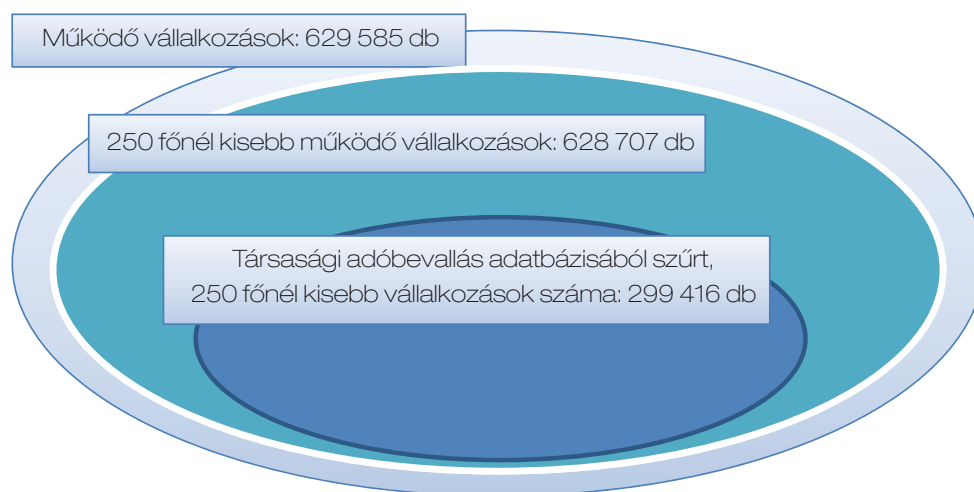 Működő vállalkozások: 629 585 db
250 főnél kisebb működő vállalkozások: 628 707 db
Társasági adóbevallás adatbázisából szűrt,
250 főnél kisebb vállalkozások száma: 299 416 db